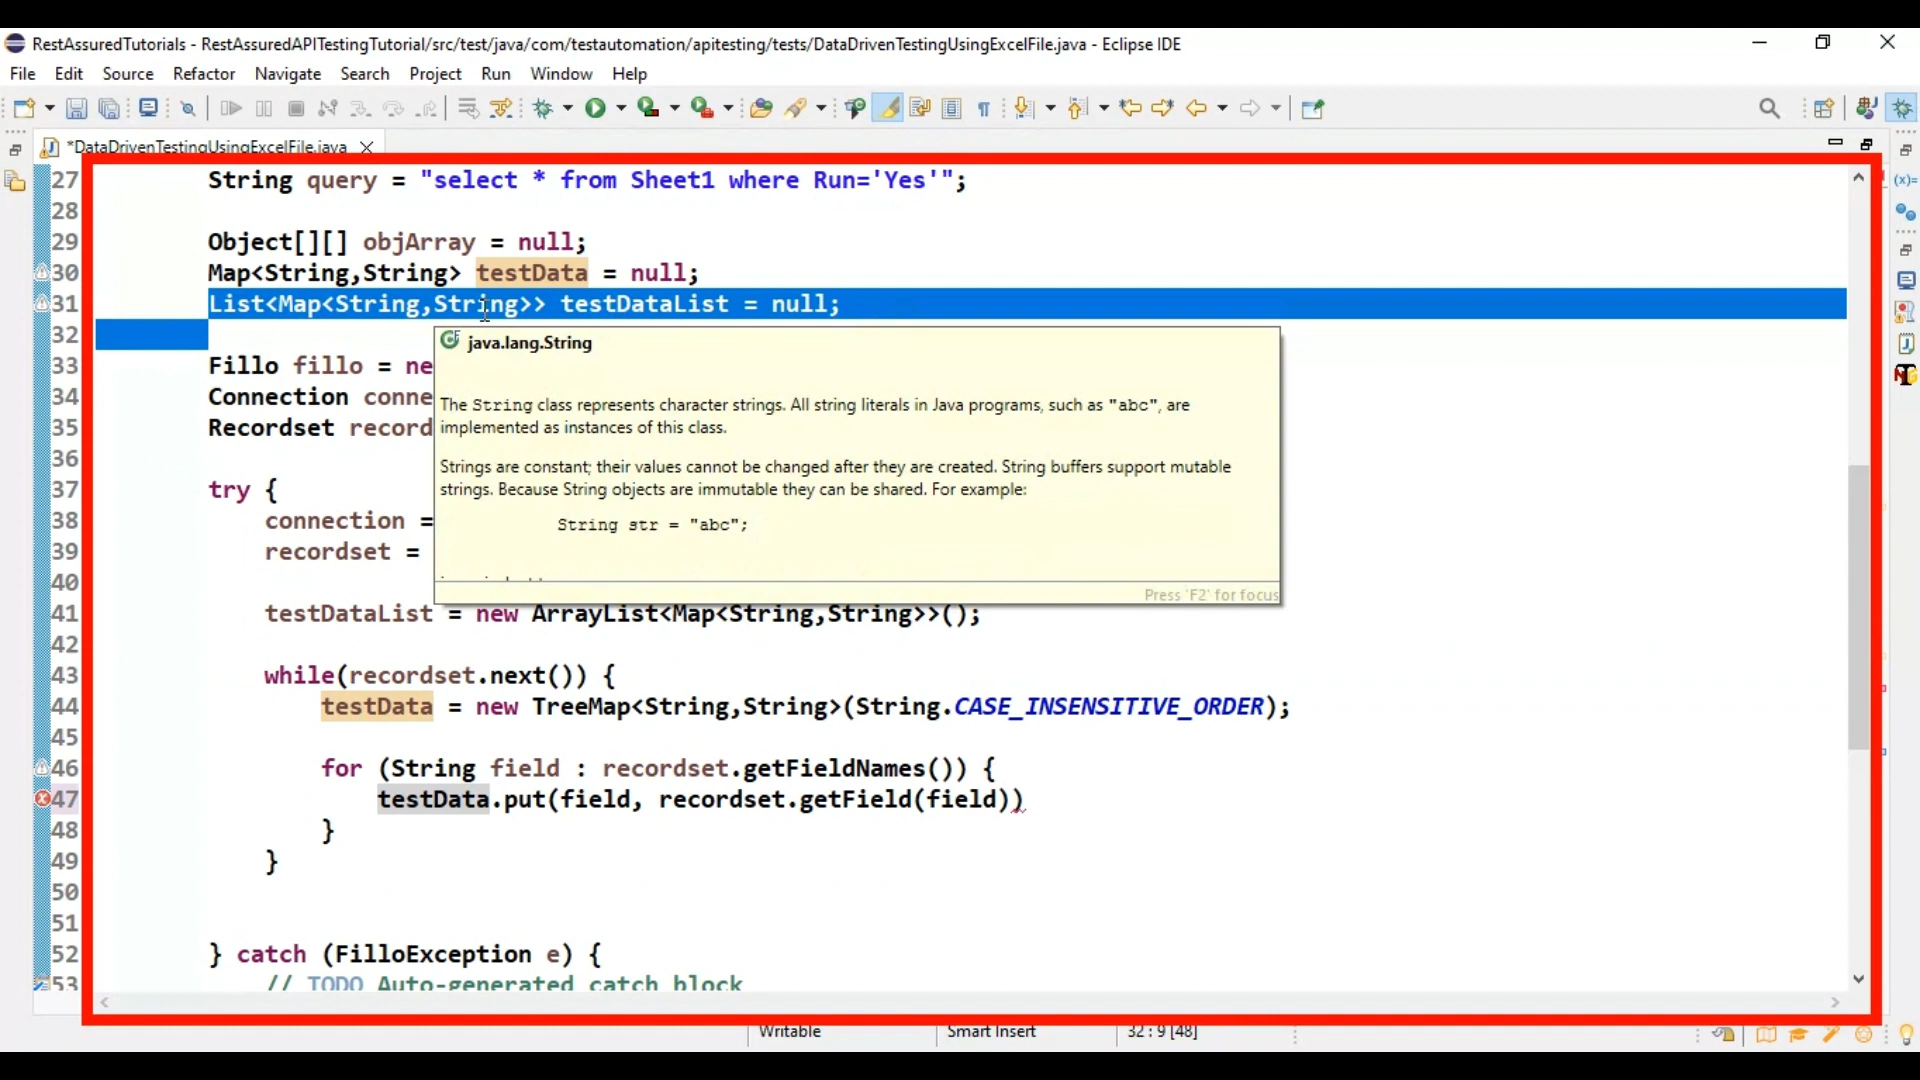 RestAssuredTutorials - RestAssuredAPITestingTutorial/src/test/java/com/testautomation/apitesting/tests/DataDrivenTestingUsingExcelFile.java - Eclipse IDE
File Edit Source Refactor Navigate Search Project Run Window Help
*DataDrivenTestingUsingExcelFile.java
27 String query = "select * from Sheet1 where Run='Yes'";
28
29 Object[][] objArray = null;
30 Map<String,String> testData = null;
31 List<Map<String,String>> testDataList = null;
32
java.lang.String
33 Fillo fillo = ne
34 Connection conne
The String class represents character strings. All string literals in Java programs, such as "abc", are
implemented as instances of this class.
35 Recordset record
36
Strings are constant; their values cannot be changed after they are created. String buffers support mutable
strings. Because String objects are immutable they can be shared. For example:
37 try {
38 connection =
String str = "abc";
39 recordset =
40
Press 'F2' for focus
41 testDataList = new ArrayList<Map<String,String>>();
42
43 while(recordset.next()) {
44 testData = new TreeMap<String,String>(String.CASE_INSENSITIVE_ORDER);
45
46 for (String field : recordset.getFieldNames()) {
47 testData.put(field, recordset.getField(field))
48 }
49 }
50
51
52 } catch (FilloException e) {
53 // TODO Auto-generated catch block
Writable Smart Insert 32 : 9 [48]